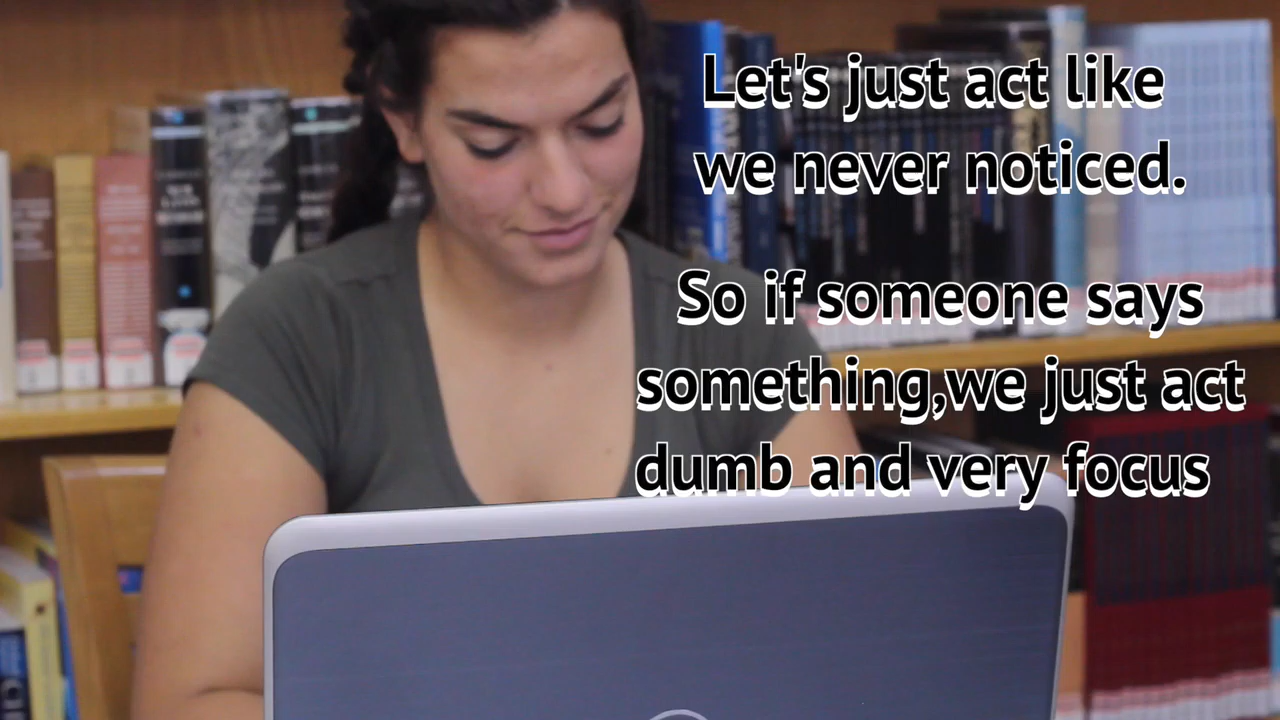 Let's just act like
we never noticed.
So if someone says
something,we just act
dumb and very focus